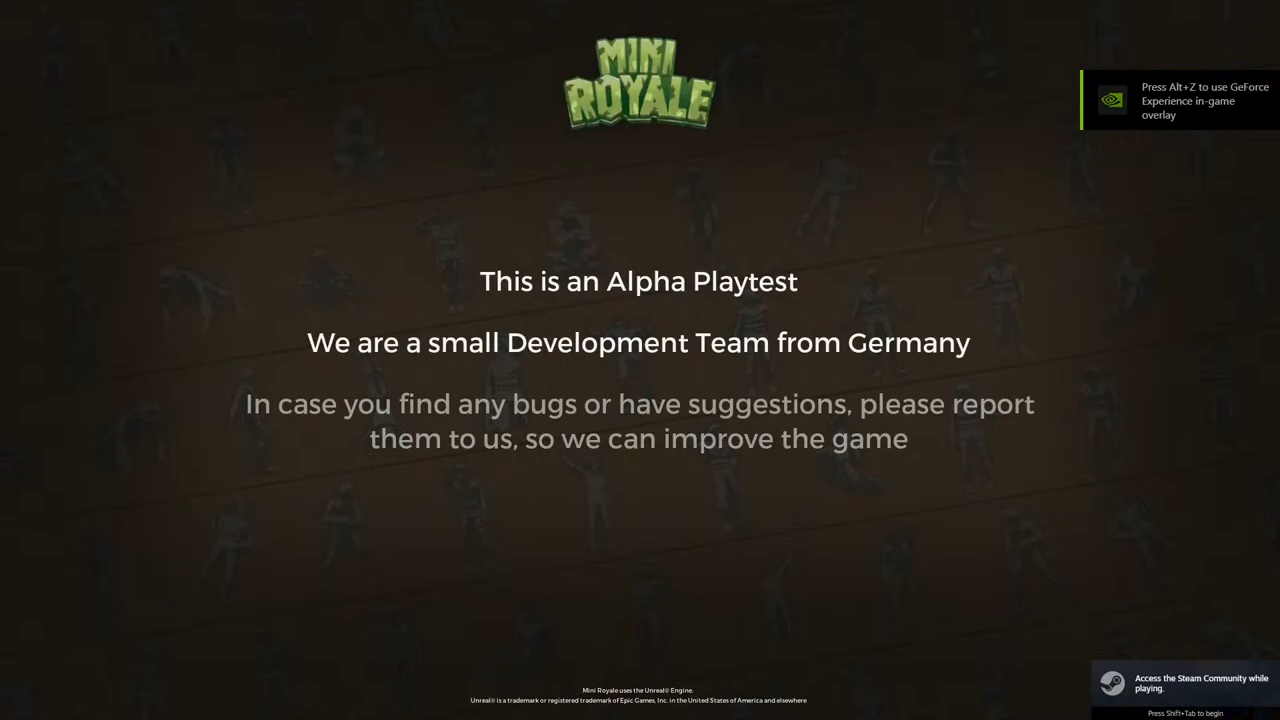 MINI
ROYALE
Press Alt+Z to use GeForce
Experience in-game
overlay
This is an Alpha Playtest
We are a small Development Team from Germany
In case you find any bugs or have suggestions, please report
them to us, so we can improve the game
Mini Royale uses the Unreal® Engine.
Unreal® is a trademark or registered trademark of Epic Games, Inc. in the United States of America and elsewhere
Access the Steam Community while
playing.
Press Shift+Tab to begin